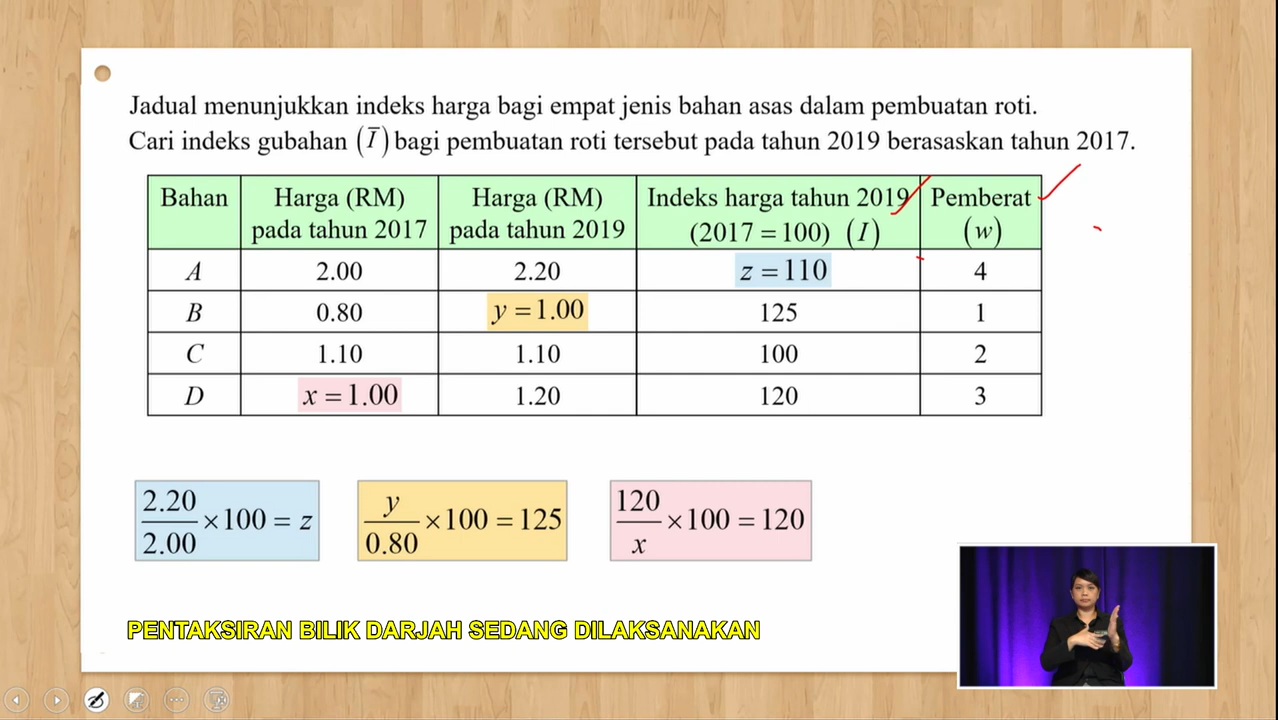 Jadual menunjukkan indeks harga bagi empat jenis bahan asas dalam pembuatan roti.
Cari indeks gubahan (Ī) bagi pembuatan roti tersebut pada tahun 2019 berasaskan tahun 2017.
Bahan | Harga (RM) pada tahun 2017 | Harga (RM) pada tahun 2019 | Indeks harga tahun 2019 (2017 = 100) (I) | Pemberat (w)
A | 2.00 | 2.20 | z = 110 | 4
B | 0.80 | y = 1.00 | 125 | 1
C | 1.10 | 1.10 | 100 | 2
D | x = 1.00 | 1.20 | 120 | 3
2.20/2.00 × 100 = z
y/0.80 × 100 = 125
120/x × 100 = 120
PENTAKSIRAN BILIK DARJAH SEDANG DILAKSANAKAN